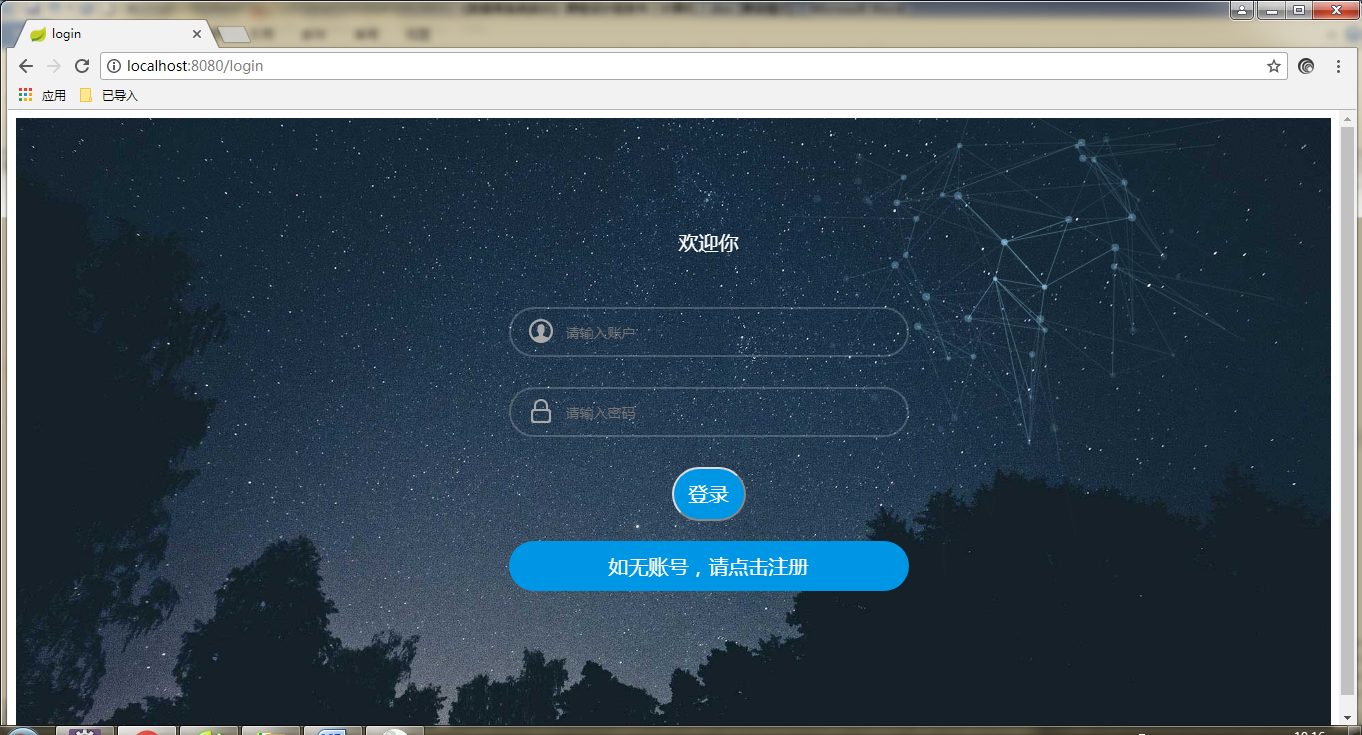 login
localhost:8080/login
应用 已导入
欢迎你
请输入账户
请输入密码
登录
如无账号，请点击注册